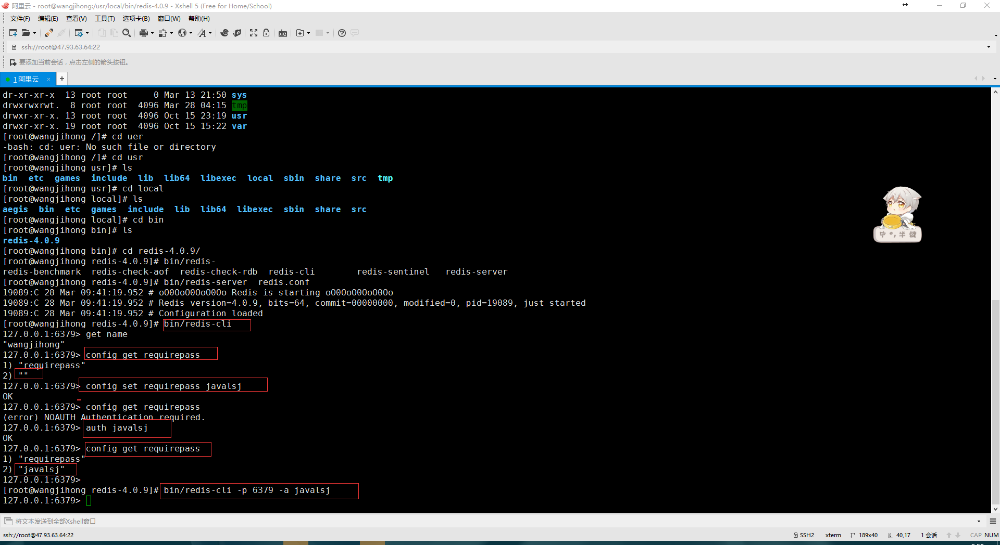 阿里云 - root@wangjihong:/usr/local/bin/redis-4.0.9 - Xshell 5 (Free for Home/School)
文件(F) 编辑(E) 查看(V) 工具(T) 选项卡(B) 窗口(W) 帮助(H)
ssh://root@47.93.63.64:22
要添加当前会话，点击左侧的箭头按钮。
1 阿里云 × +
dr-xr-xr-x  13 root root     0 Mar 13 21:50 sys
drwxrwxrwt.  8 root root  4096 Mar 28 04:15 tmp
drwxr-xr-x. 13 root root  4096 Oct 15 23:19 usr
drwxr-xr-x. 19 root root  4096 Oct 15 15:22 var
[root@wangjihong /]# cd uer
-bash: cd: uer: No such file or directory
[root@wangjihong /]# cd usr
[root@wangjihong usr]# ls
bin  etc  games  include  lib  lib64  libexec  local  sbin  share  src  tmp
[root@wangjihong usr]# cd local
[root@wangjihong local]# ls
aegis  bin  etc  games  include  lib  lib64  libexec  sbin  share  src
[root@wangjihong local]# cd bin
[root@wangjihong bin]# ls
redis-4.0.9
[root@wangjihong bin]# cd redis-4.0.9/
[root@wangjihong redis-4.0.9]# bin/redis-
redis-benchmark  redis-check-aof  redis-check-rdb  redis-cli        redis-sentinel   redis-server
[root@wangjihong redis-4.0.9]# bin/redis-server  redis.conf
19089:C 28 Mar 09:41:19.952 # oO0OoO0OoO0Oo Redis is starting oO0OoO0OoO0Oo
19089:C 28 Mar 09:41:19.952 # Redis version=4.0.9, bits=64, commit=00000000, modified=0, pid=19089, just started
19089:C 28 Mar 09:41:19.952 # Configuration loaded
[root@wangjihong redis-4.0.9]# bin/redis-cli
127.0.0.1:6379> get name
"wangjihong"
127.0.0.1:6379> config get requirepass
1) "requirepass"
2) ""
127.0.0.1:6379> config set requirepass javalsj
OK
127.0.0.1:6379> config get requirepass
(error) NOAUTH Authentication required.
127.0.0.1:6379> auth javalsj
OK
127.0.0.1:6379> config get requirepass
1) "requirepass"
2) "javalsj"
127.0.0.1:6379>
[root@wangjihong redis-4.0.9]# bin/redis-cli -p 6379 -a javalsj
127.0.0.1:6379>
中 °, 半 键
将文本发送到全部Xshell窗口
ssh://root@47.93.63.64:22 SSH2 xterm 189x40 40,17 1 会话 CAP NUM